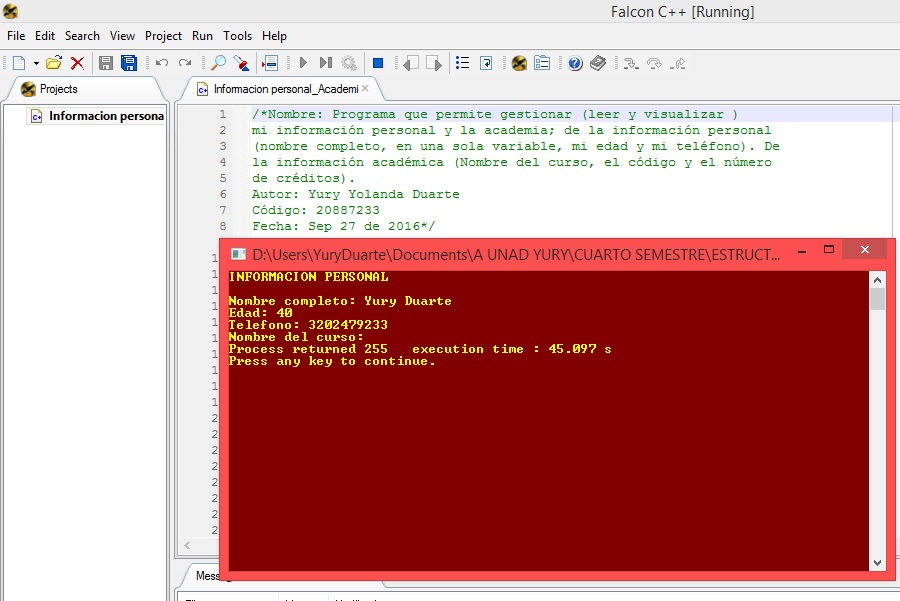 Falcon C++ [Running]
File Edit Search View Project Run Tools Help
Projects
Informacion personal_Academi
Informacion persona
1 /*Nombre: Programa que permite gestionar (leer y visualizar )
2 mi información personal y la academia; de la información personal
3 (nombre completo, en una sola variable, mi edad y mi teléfono). De
4 la información académica (Nombre del curso, el código y el número
5 de créditos).
6 Autor: Yury Yolanda Duarte
7 Código: 20887233
8 Fecha: Sep 27 de 2016*/
D:\Users\YuryDuarte\Documents\A UNAD YURY\CUARTO SEMESTRE\ESTRUCT...
INFORMACION PERSONAL
Nombre completo: Yury Duarte
Edad: 40
Telefono: 3202479233
Nombre del curso:
Process returned 255 execution time : 45.097 s
Press any key to continue.